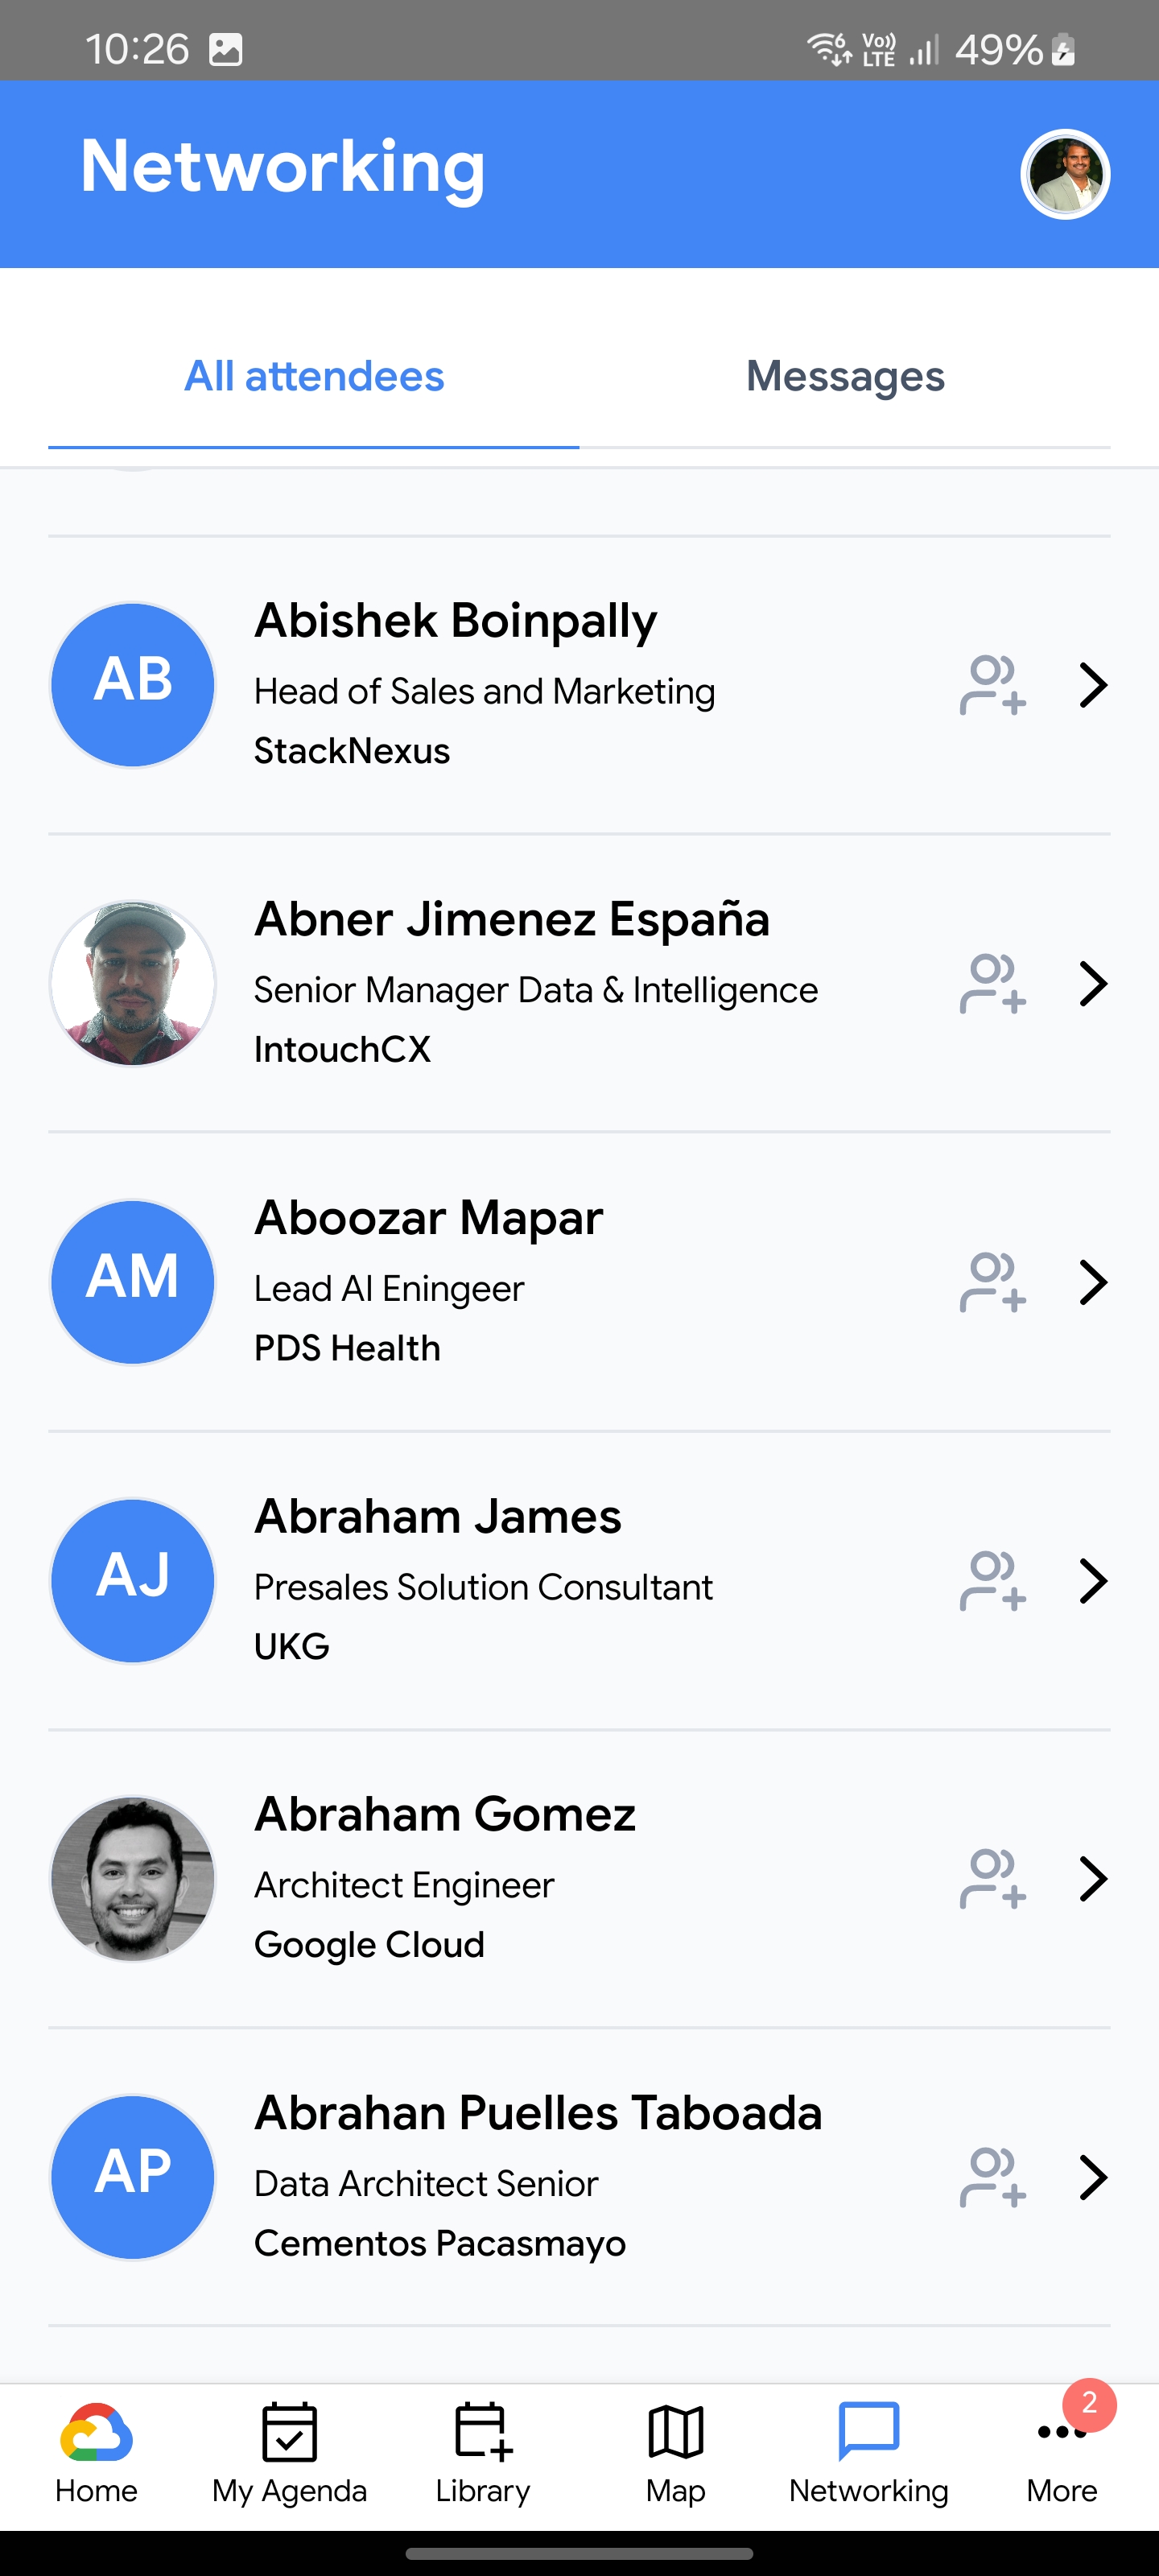 10:26
6 Vo)) LTE 49%
Networking
All attendees
Messages
AB
Abishek Boinpally
Head of Sales and Marketing
StackNexus
Abner Jimenez España
Senior Manager Data & Intelligence
IntouchCX
AM
Aboozar Mapar
Lead AI Eningeer
PDS Health
AJ
Abraham James
Presales Solution Consultant
UKG
Abraham Gomez
Architect Engineer
Google Cloud
AP
Abrahan Puelles Taboada
Data Architect Senior
Cementos Pacasmayo
2
Home
My Agenda
Library
Map
Networking
More